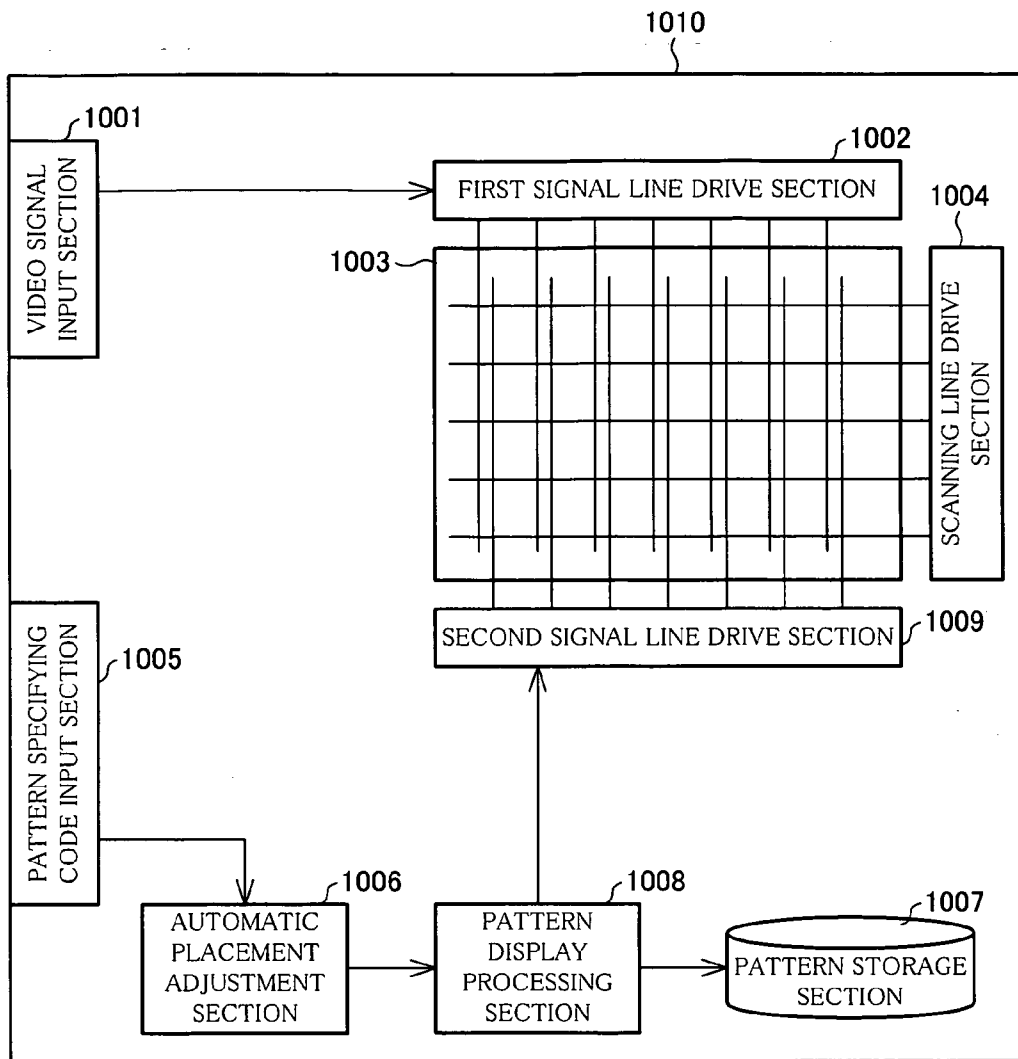 1010
1001
VIDEO SIGNAL
INPUT SECTION
1002
FIRST SIGNAL LINE DRIVE SECTION
1004
SCANNING LINE DRIVE
SECTION
1003
1005
PATTERN SPECIFYING
CODE INPUT SECTION
SECOND SIGNAL LINE DRIVE SECTION
1009
1006
AUTOMATIC
PLACEMENT
ADJUSTMENT
SECTION
1008
PATTERN
DISPLAY
PROCESSING
SECTION
1007
PATTERN STORAGE
SECTION